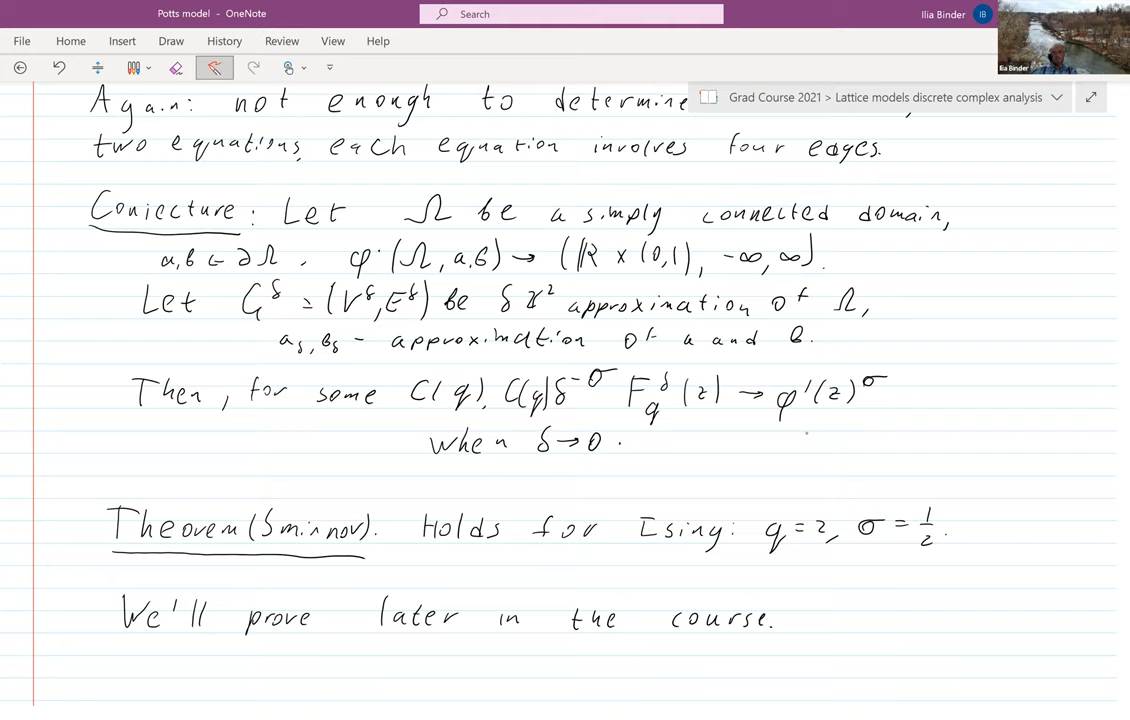 Potts model - OneNote
Search
Ilia Binder IB
File Home Insert Draw History Review View Help
Ilia Binder
Grad Course 2021 > Lattice models discrete complex analysis
Again: not enough to determine
two equations, each equation involves four edges.
Conjecture: Let Ω be a simply connected domain,
a, b ∈ ∂Ω. φ: (Ω, a, b) → (ℝ × (0,1), -∞, ∞).
Let G^δ = (V^δ, E^δ) be δℤ² approximation of Ω,
a_δ, b_δ - approximation of a and b.
Then, for some C(q), C(q)δ^{-σ} F_q^δ(z) → φ'(z)^σ
when δ → 0.
Theorem (Smirnov). Holds for Ising: q = 2, σ = 1/2.
We'll prove later in the course.